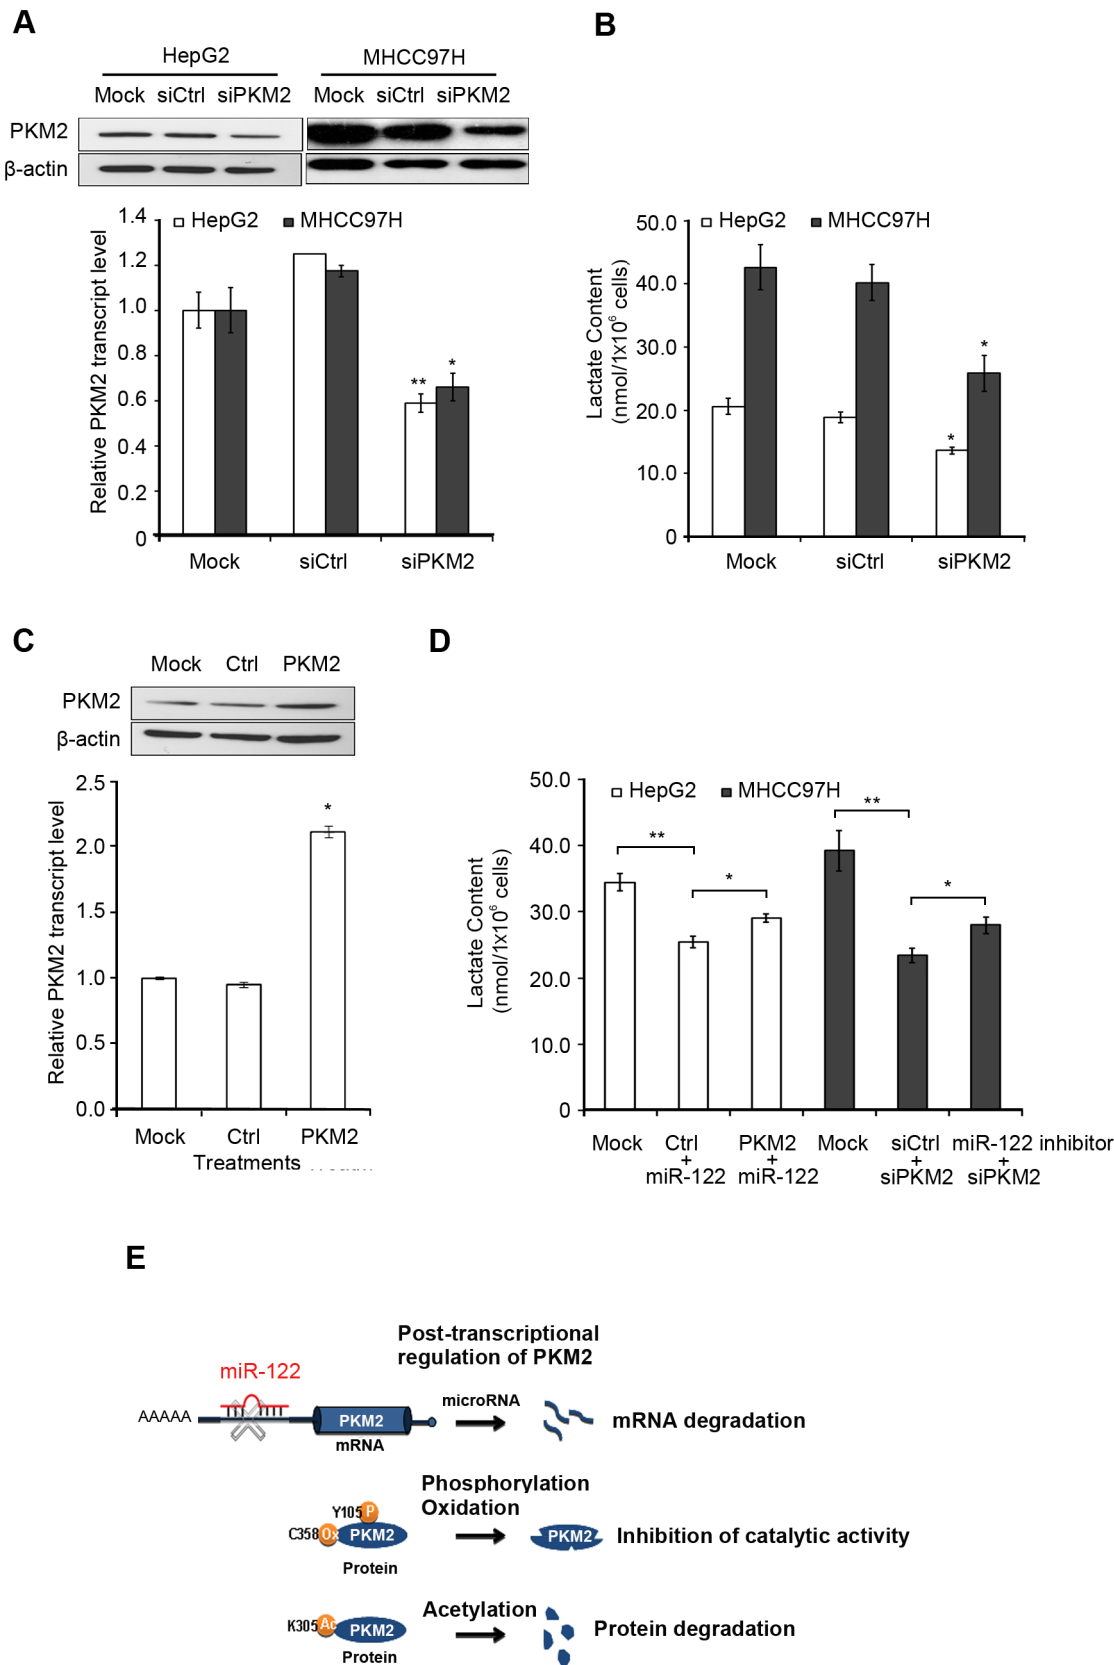 A
HepG2
MHCC97H
Mock siCtrl siPKM2
Mock siCtrl siPKM2
PKM2
β-actin
HepG2 MHCC97H
Relative PKM2 transcript level
1.4
1.2
1.0
0.8
0.6
0.4
0.2
0
**
*
Mock siCtrl siPKM2
B
HepG2 MHCC97H
Lactate Content
(nmol/1x10⁶ cells)
50.0
40.0
30.0
20.0
10.0
0
*
*
Mock siCtrl siPKM2
C
Mock Ctrl PKM2
PKM2
β-actin
Relative PKM2 transcript level
2.5
2.0
1.5
1.0
0.5
0.0
*
Mock Ctrl PKM2
Treatments
D
HepG2 MHCC97H
Lactate Content
(nmol/1x10⁶ cells)
50.0
40.0
30.0
20.0
10.0
0
**
*
**
*
Mock
Ctrl
+
miR-122
PKM2
+
miR-122
Mock
siCtrl
+
siPKM2
miR-122 inhibitor
+
siPKM2
E
Post-transcriptional
regulation of PKM2
miR-122
AAAAA
PKM2
mRNA
microRNA
mRNA degradation
Phosphorylation
Oxidation
Y105 P
C358 Ox PKM2
Protein
PKM2
Inhibition of catalytic activity
Acetylation
K305 Ac PKM2
Protein
Protein degradation